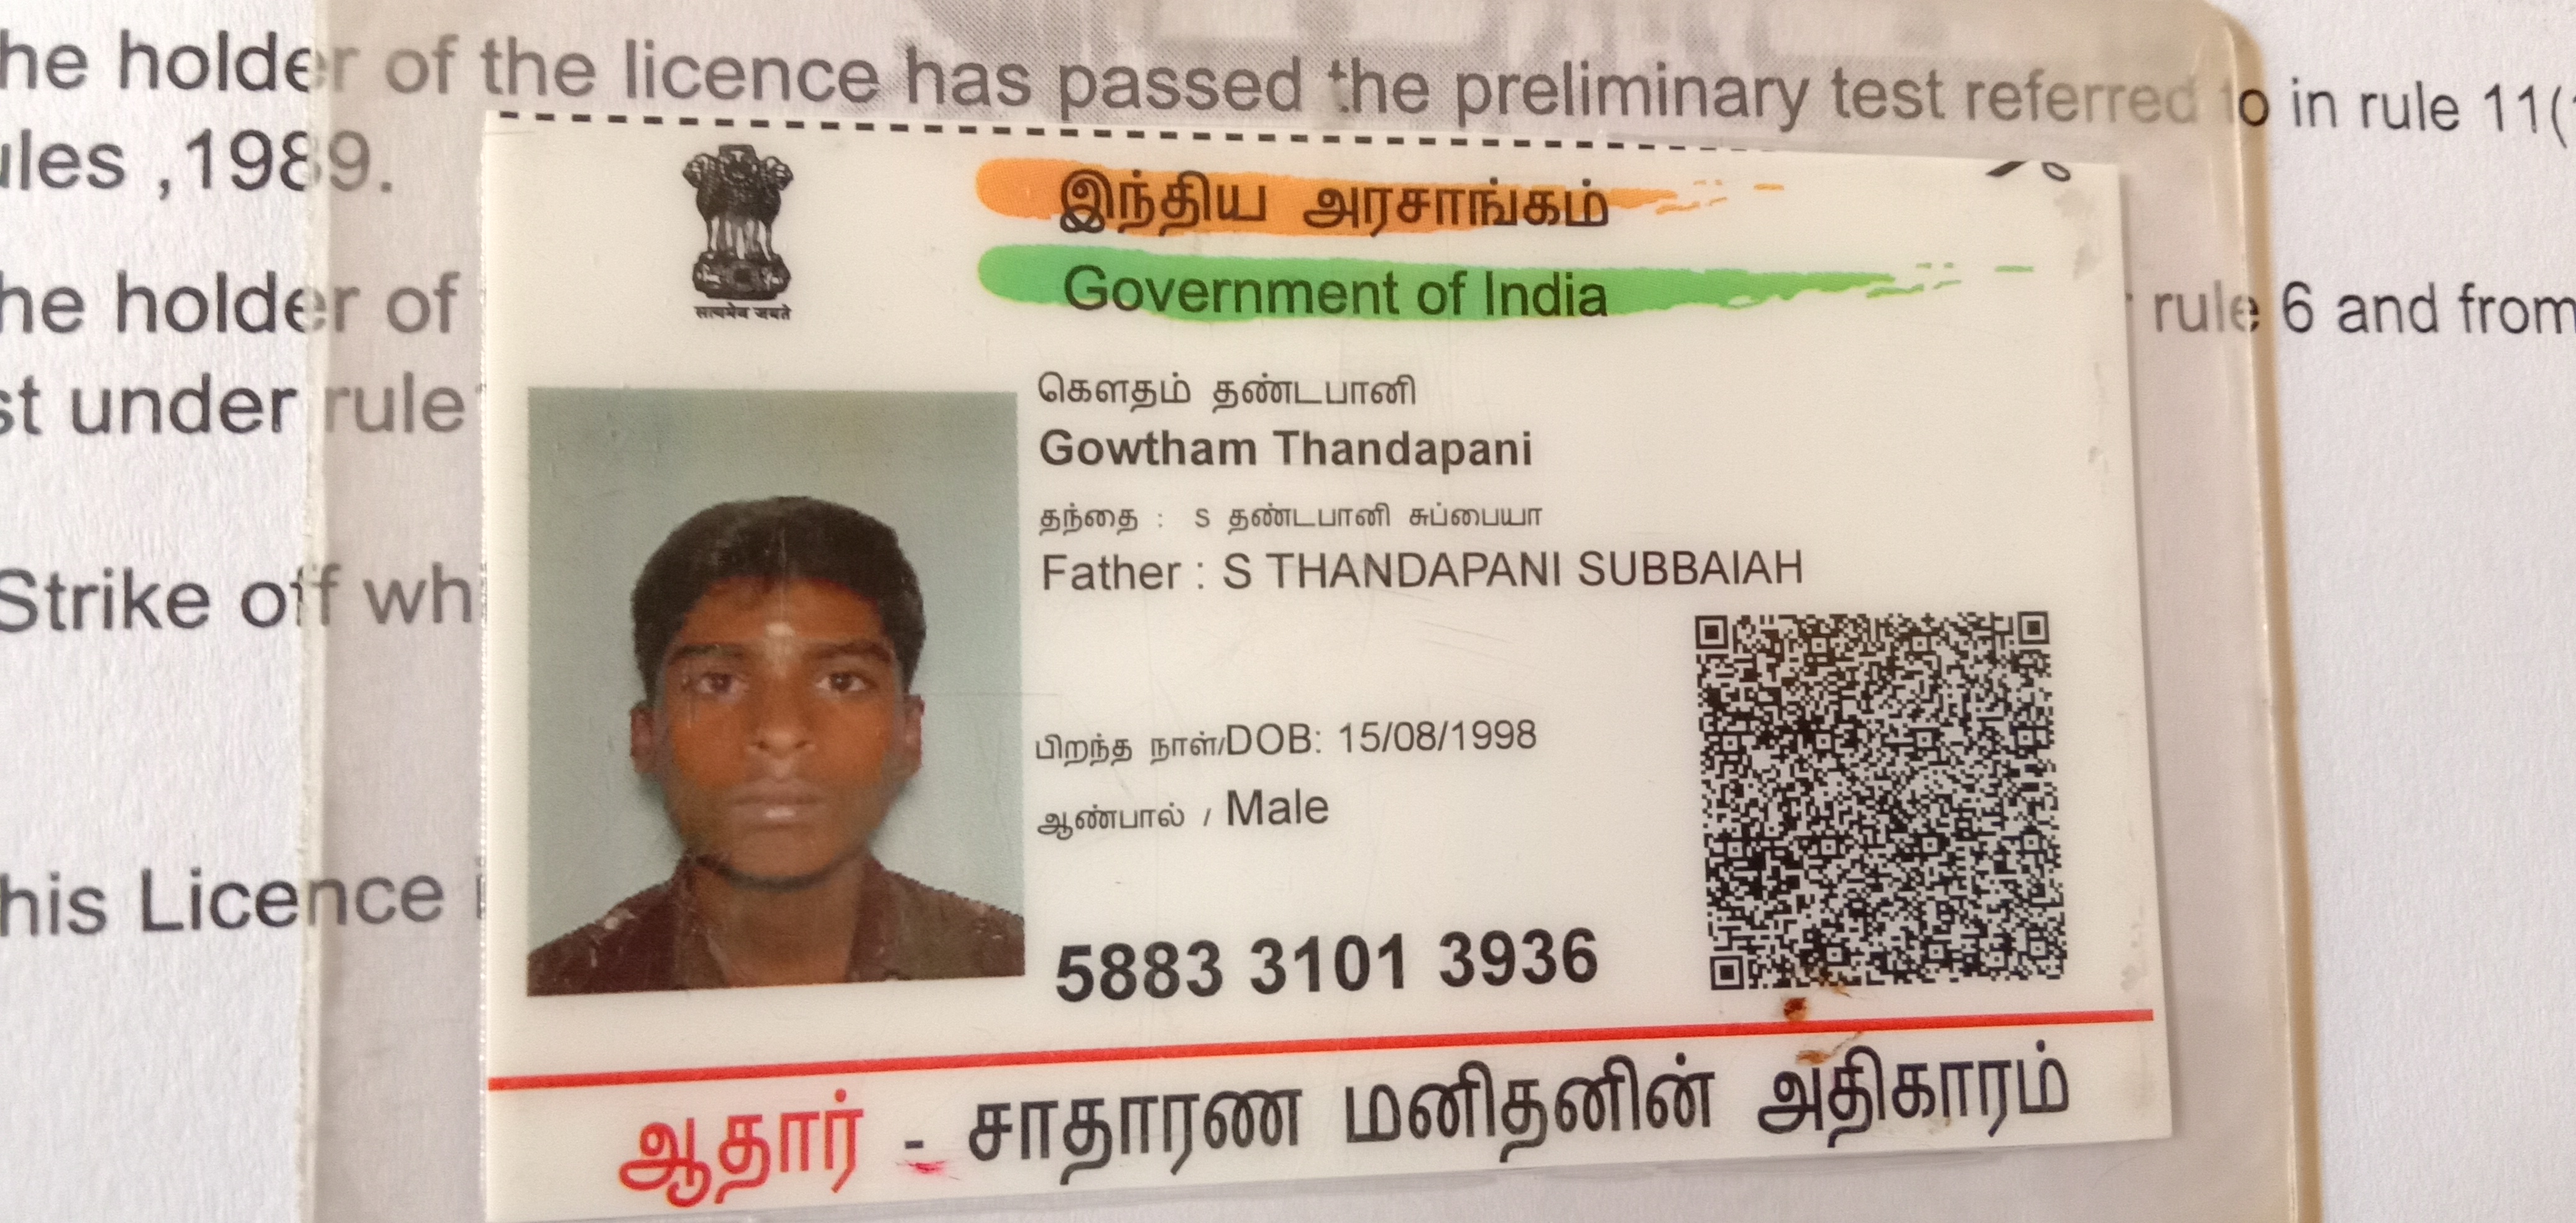 he holder of the licence has passed the preliminary test referred to in rule 11(
ules ,1989.
he holder of
rule 6 and from
st under rule
Strike off wh
his Licence
सत्यमेव जयते
இந்திய அரசாங்கம்
Government of India
கௌதம் தண்டபானி
Gowtham Thandapani
தந்தை : S தண்டபானி சுப்பையா
Father : S THANDAPANI SUBBAIAH
பிறந்த நாள்/DOB: 15/08/1998
ஆண்பால் / Male
5883 3101 3936
ஆதார் - சாதாரண மனிதனின் அதிகாரம்